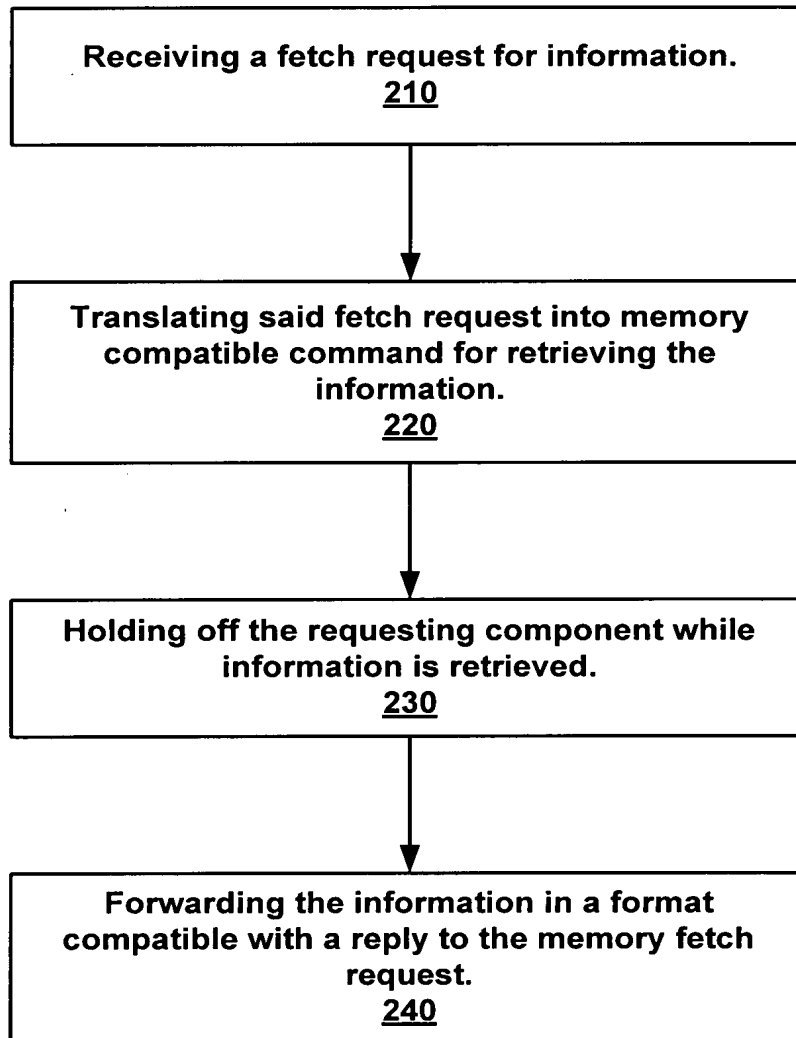 Receiving a fetch request for information.
210
Translating said fetch request into memory
compatible command for retrieving the
information.
220
Holding off the requesting component while
information is retrieved.
230
Forwarding the information in a format
compatible with a reply to the memory fetch
request.
240